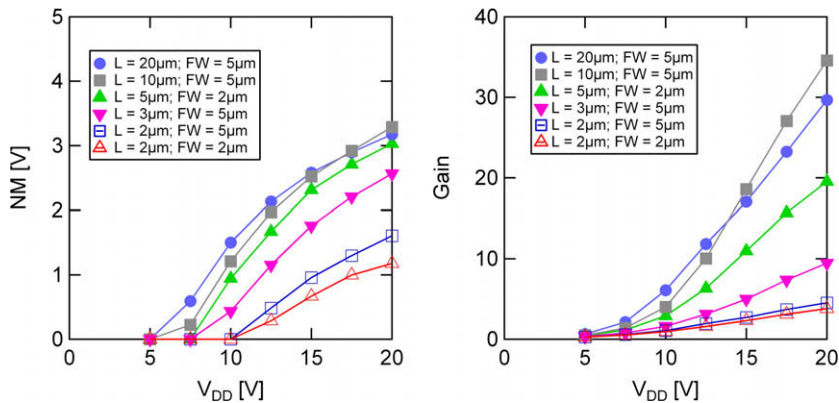 5
4
3
2
1
0
NM [V]
L = 20µm; FW = 5µm
L = 10µm; FW = 5µm
L = 5µm; FW = 2µm
L = 3µm; FW = 5µm
L = 2µm; FW = 5µm
L = 2µm; FW = 2µm
0 5 10 15 20
VDD [V]
40
30
20
10
0
Gain
L = 20µm; FW = 5µm
L = 10µm; FW = 5µm
L = 5µm; FW = 2µm
L = 3µm; FW = 5µm
L = 2µm; FW = 5µm
L = 2µm; FW = 2µm
0 5 10 15 20
VDD [V]